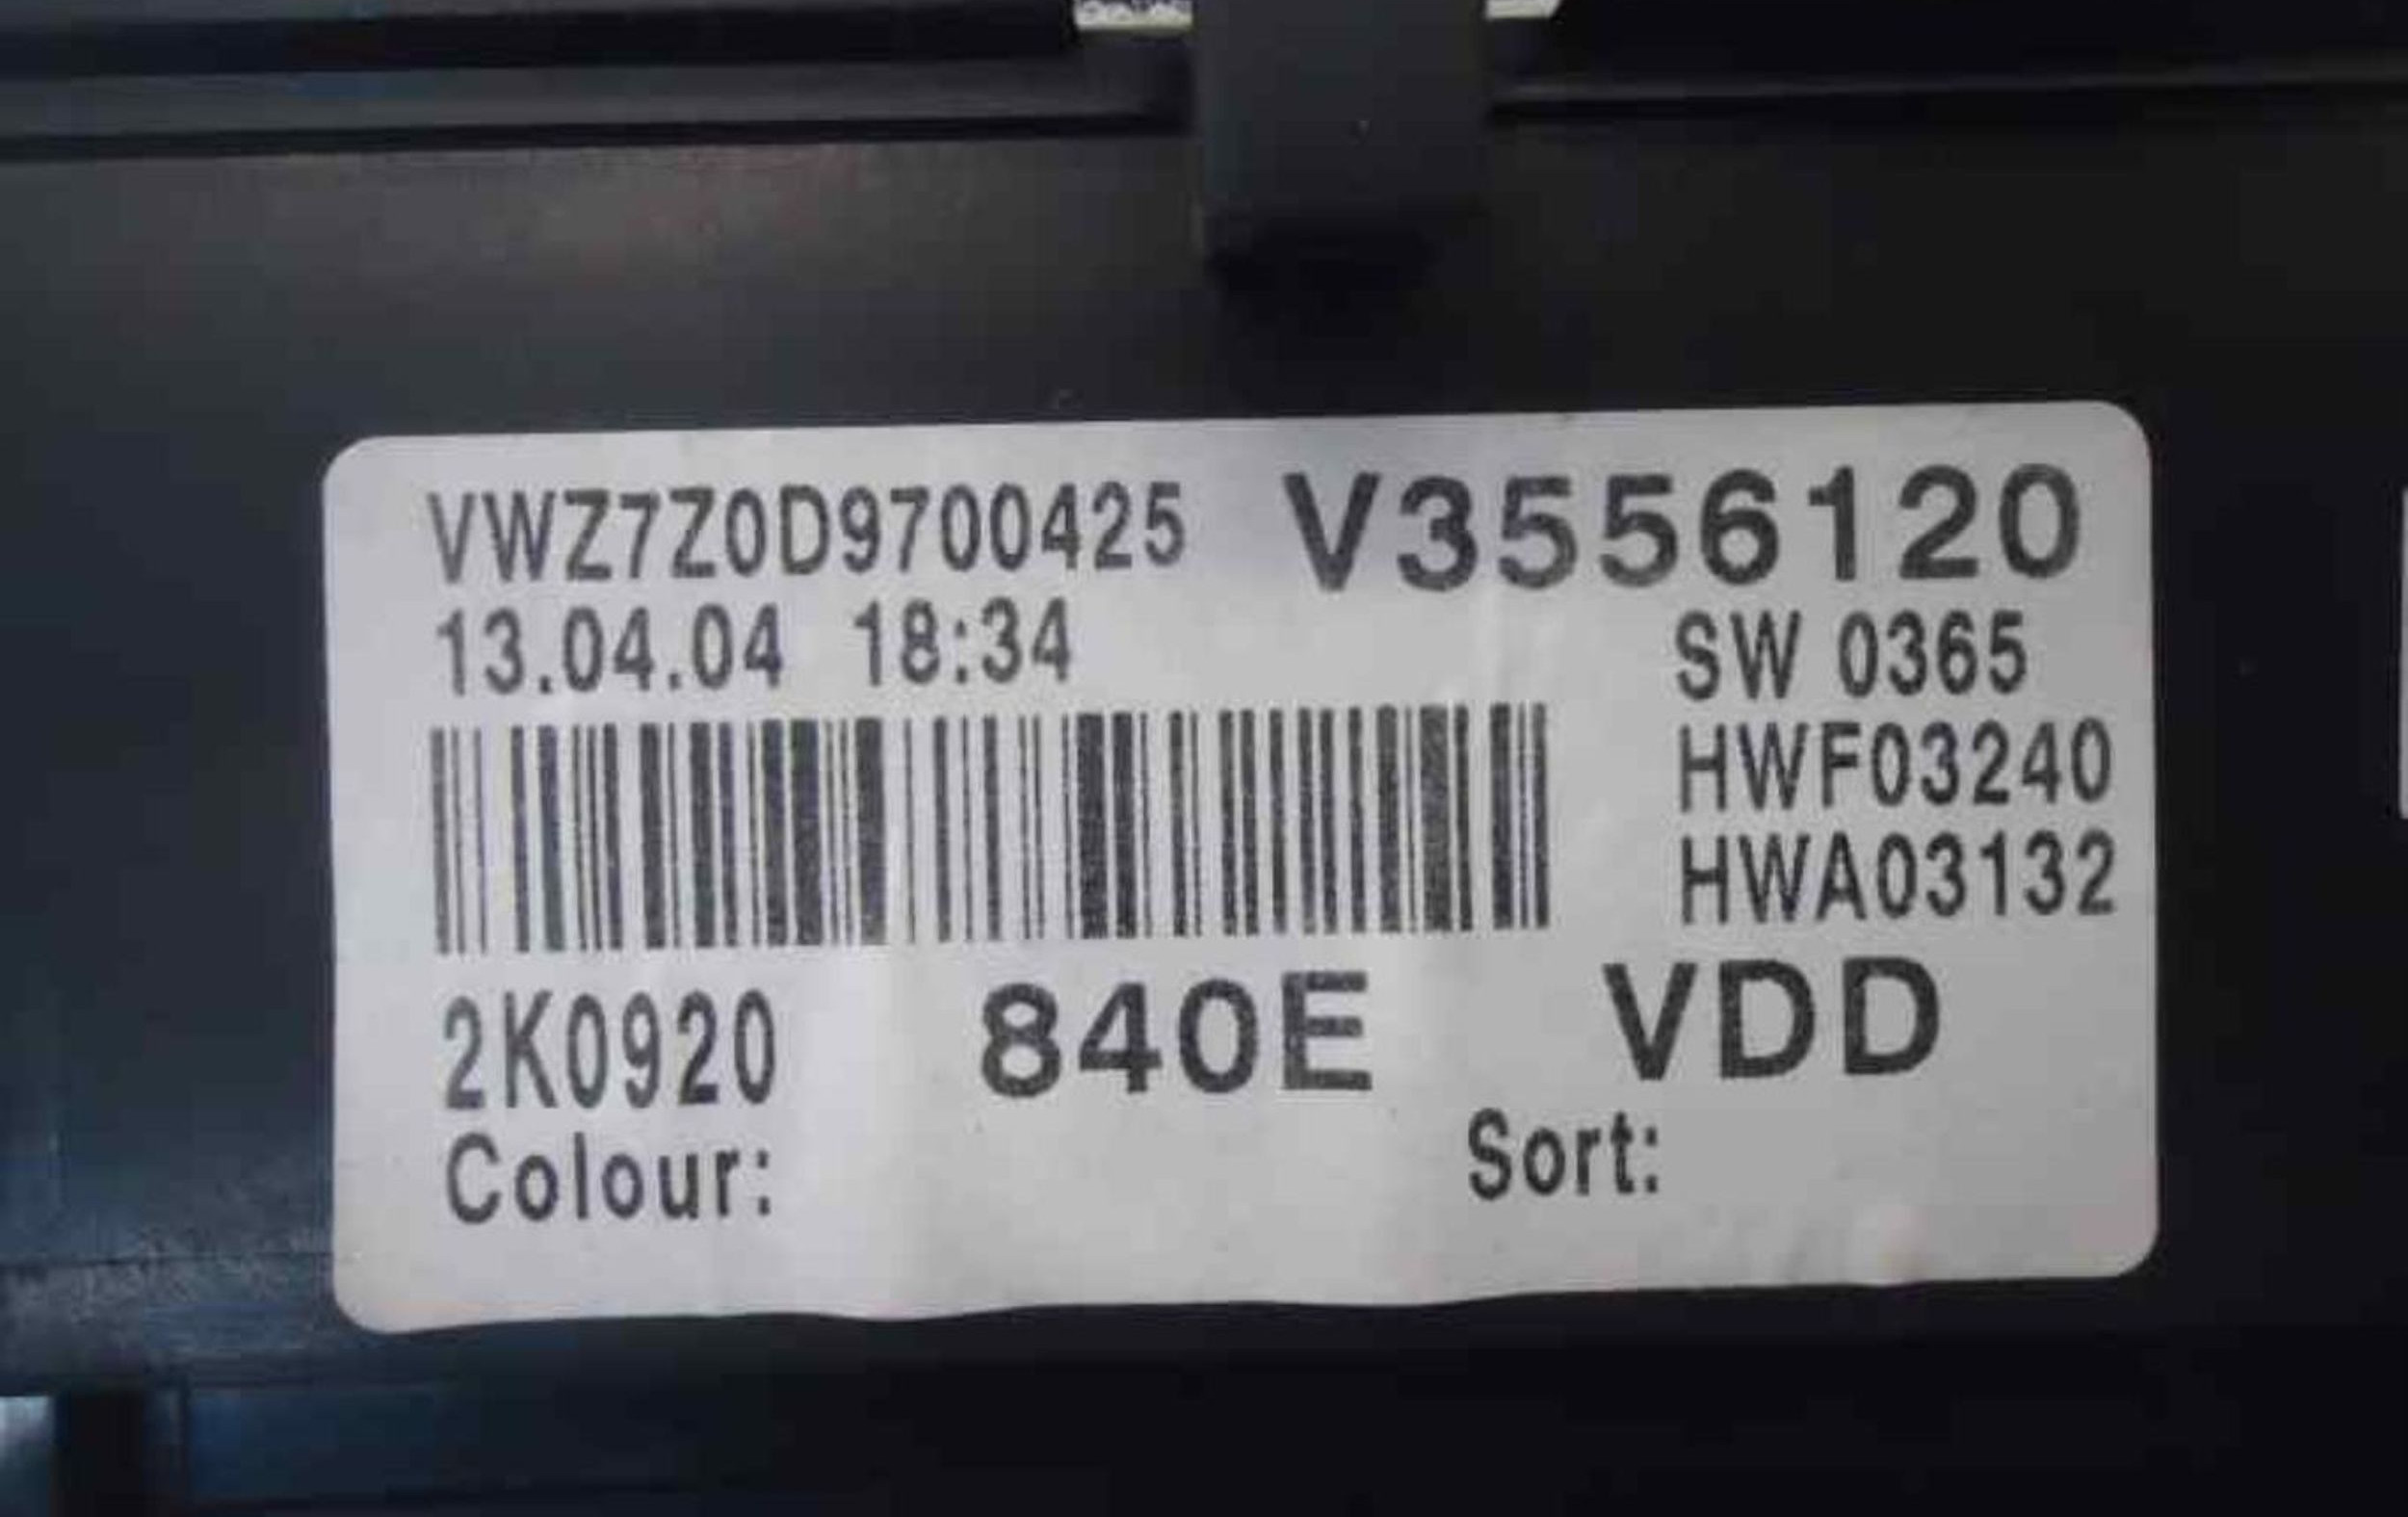 VWZ7Z0D9700425 V3556120
13.04.04 18:34 SW 0365
HWF03240
HWA03132
2K0920 840E VDD
Colour: Sort: